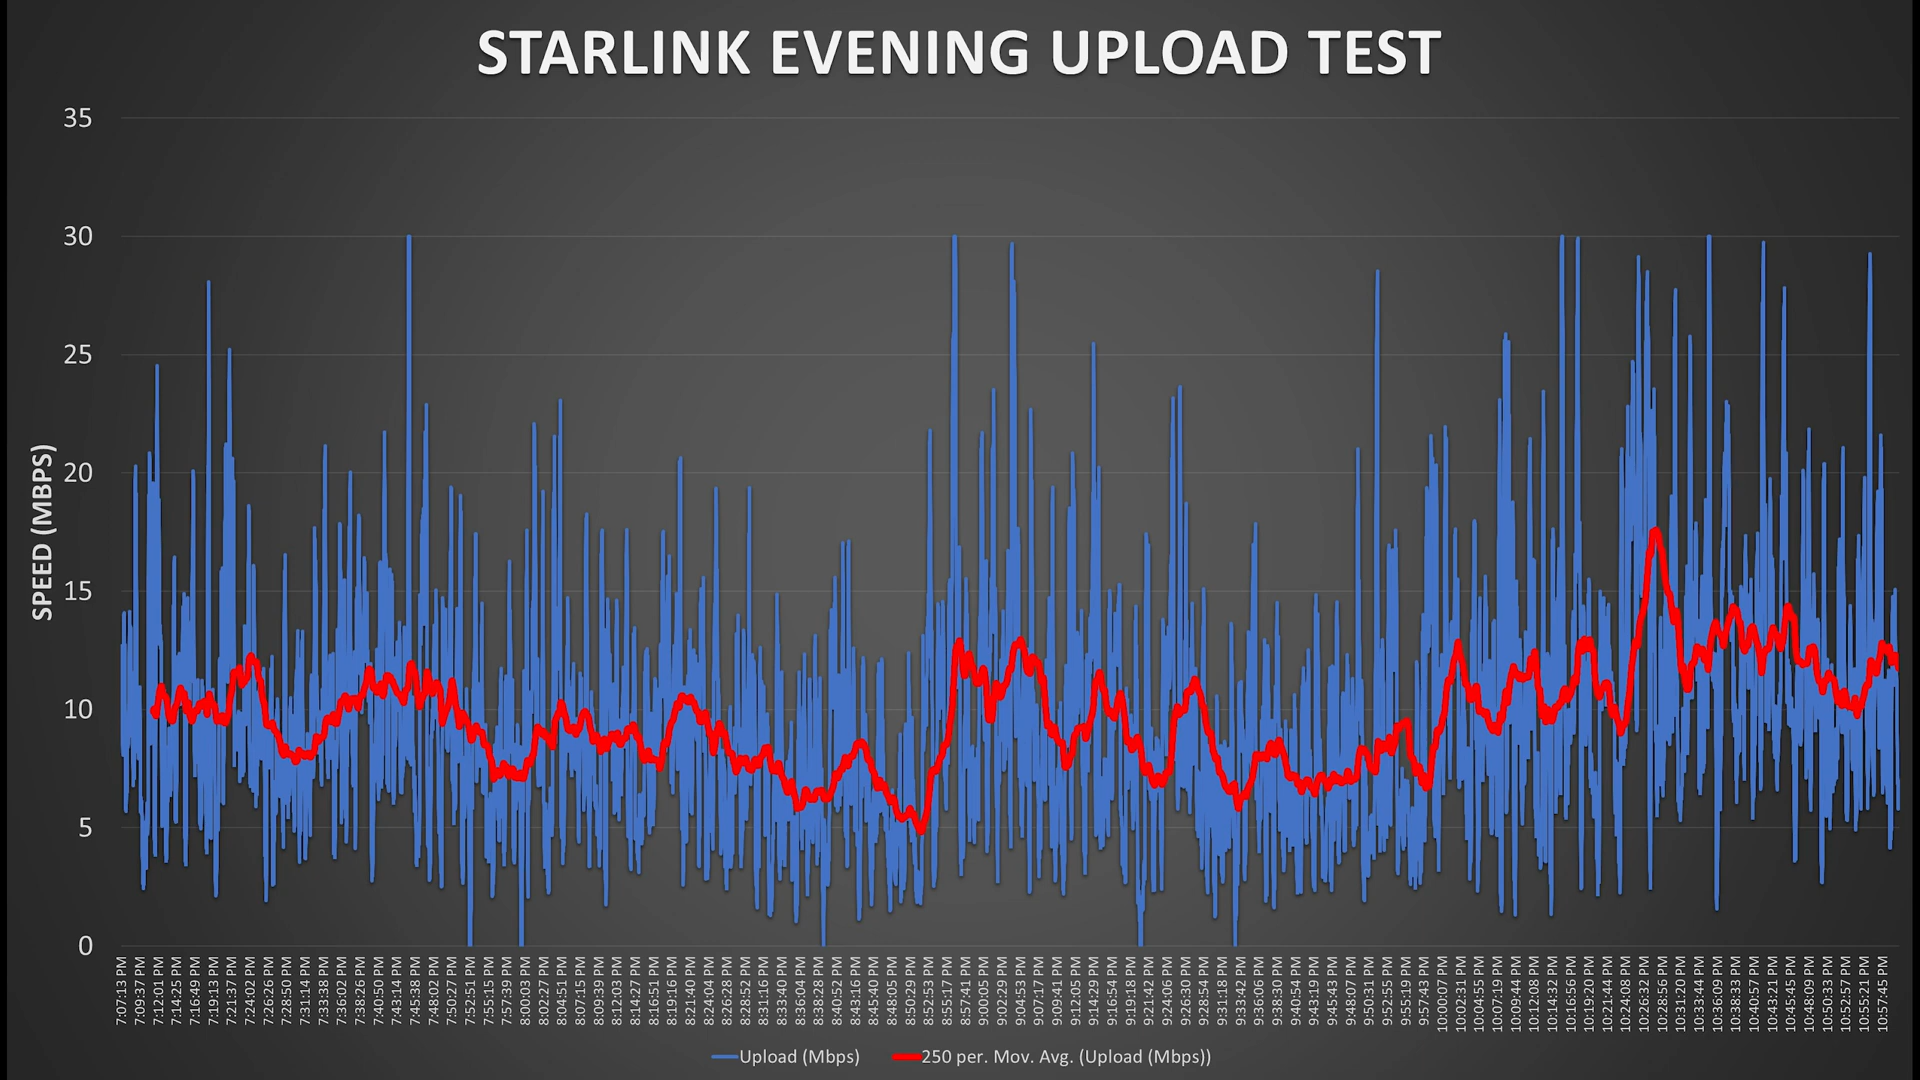 STARLINK EVENING UPLOAD TEST
35
30
25
20
15
10
5
0
SPEED (MBPS)
7:07:13 PM
7:09:37 PM
7:12:01 PM
7:14:25 PM
7:16:49 PM
7:19:13 PM
7:21:37 PM
7:24:02 PM
7:26:26 PM
7:28:50 PM
7:31:14 PM
7:33:38 PM
7:36:02 PM
7:38:26 PM
7:40:50 PM
7:43:14 PM
7:45:38 PM
7:48:02 PM
7:50:27 PM
7:52:51 PM
7:55:15 PM
7:57:39 PM
8:00:03 PM
8:02:27 PM
8:04:51 PM
8:07:15 PM
8:09:39 PM
8:12:03 PM
8:14:27 PM
8:16:51 PM
8:19:16 PM
8:21:40 PM
8:24:04 PM
8:26:28 PM
8:28:52 PM
8:31:16 PM
8:33:40 PM
8:36:04 PM
8:38:28 PM
8:40:52 PM
8:43:16 PM
8:45:40 PM
8:48:05 PM
8:50:29 PM
8:52:53 PM
8:55:17 PM
8:57:41 PM
9:00:05 PM
9:02:29 PM
9:04:53 PM
9:07:17 PM
9:09:41 PM
9:12:05 PM
9:14:29 PM
9:16:54 PM
9:19:18 PM
9:21:42 PM
9:24:06 PM
9:26:30 PM
9:28:54 PM
9:31:18 PM
9:33:42 PM
9:36:06 PM
9:38:30 PM
9:40:54 PM
9:43:19 PM
9:45:43 PM
9:48:07 PM
9:50:31 PM
9:52:55 PM
9:55:19 PM
9:57:43 PM
10:00:07 PM
10:02:31 PM
10:04:55 PM
10:07:19 PM
10:09:44 PM
10:12:08 PM
10:14:32 PM
10:16:56 PM
10:19:20 PM
10:21:44 PM
10:24:08 PM
10:26:32 PM
10:28:56 PM
10:31:20 PM
10:33:44 PM
10:36:09 PM
10:38:33 PM
10:40:57 PM
10:43:21 PM
10:45:45 PM
10:48:09 PM
10:50:33 PM
10:52:57 PM
10:55:21 PM
10:57:45 PM
Upload (Mbps)
250 per. Mov. Avg. (Upload (Mbps))